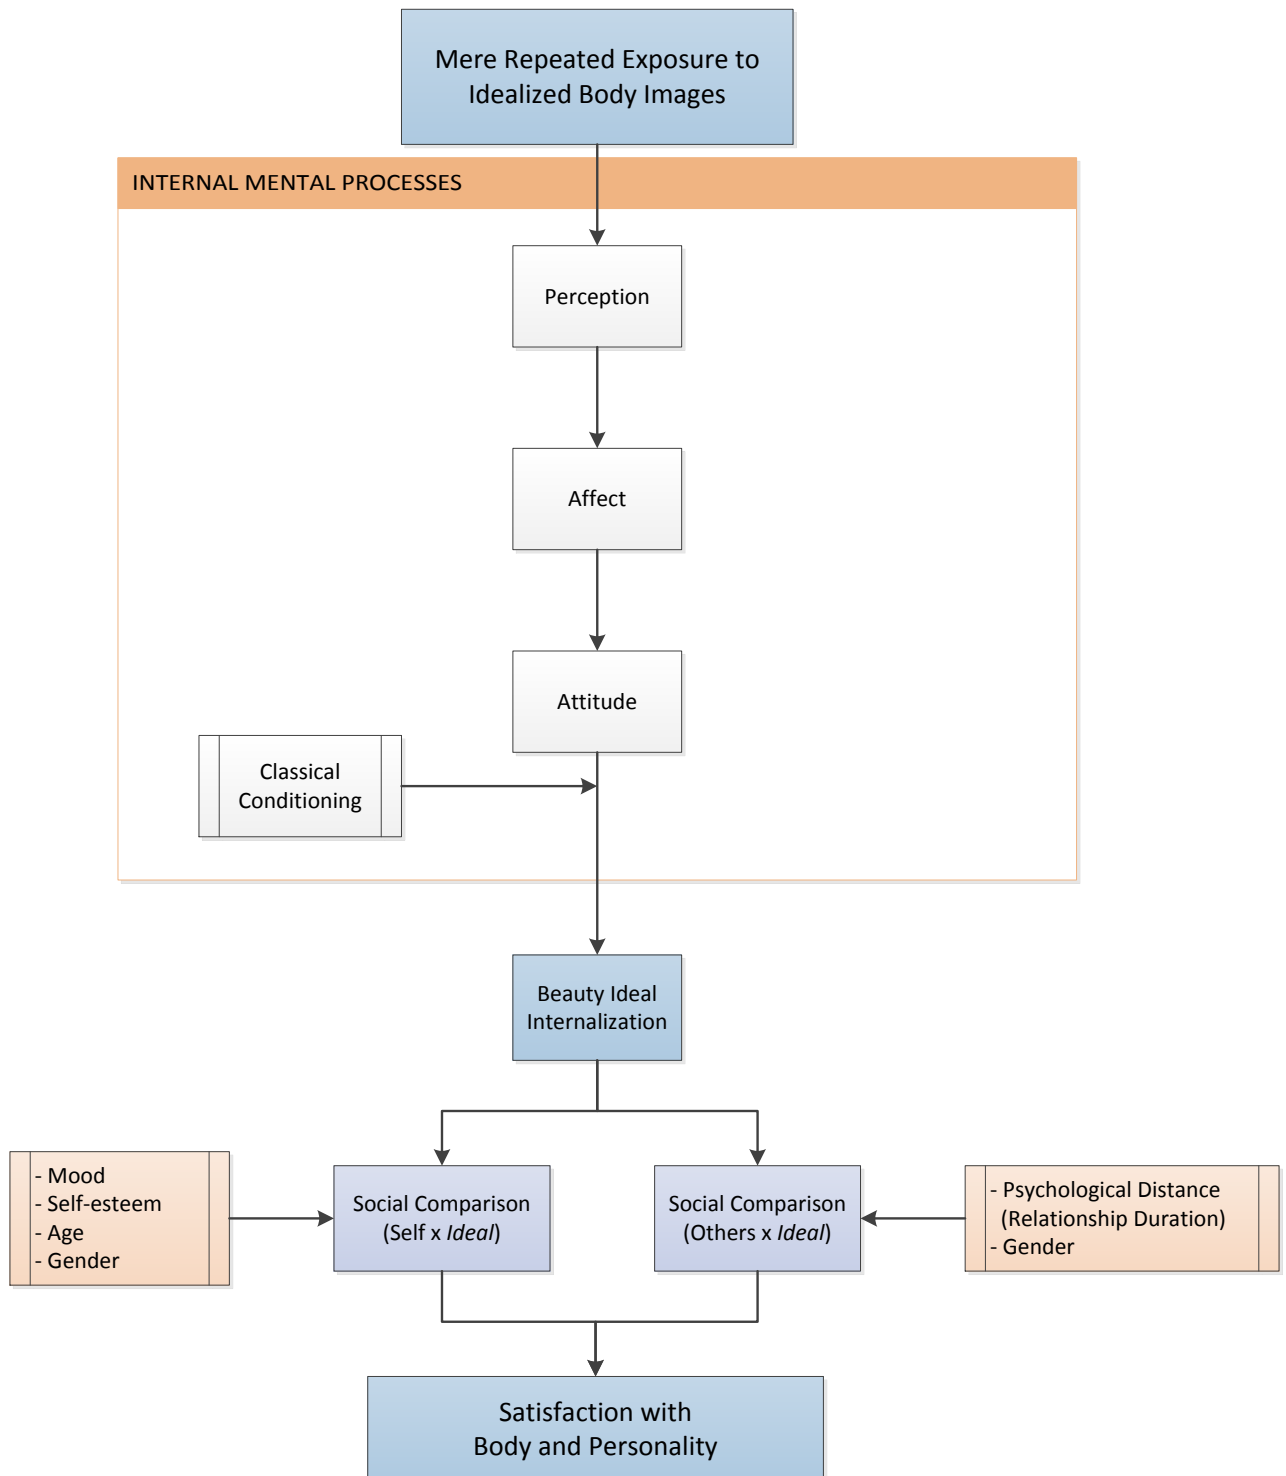 Mere Repeated Exposure to
Idealized Body Images
INTERNAL MENTAL PROCESSES
Perception
Affect
Attitude
Classical
Conditioning
Beauty Ideal
Internalization
- Mood
- Self-esteem
- Age
- Gender
Social Comparison
(Self x Ideal)
Social Comparison
(Others x Ideal)
- Psychological Distance
(Relationship Duration)
- Gender
Satisfaction with
Body and Personality